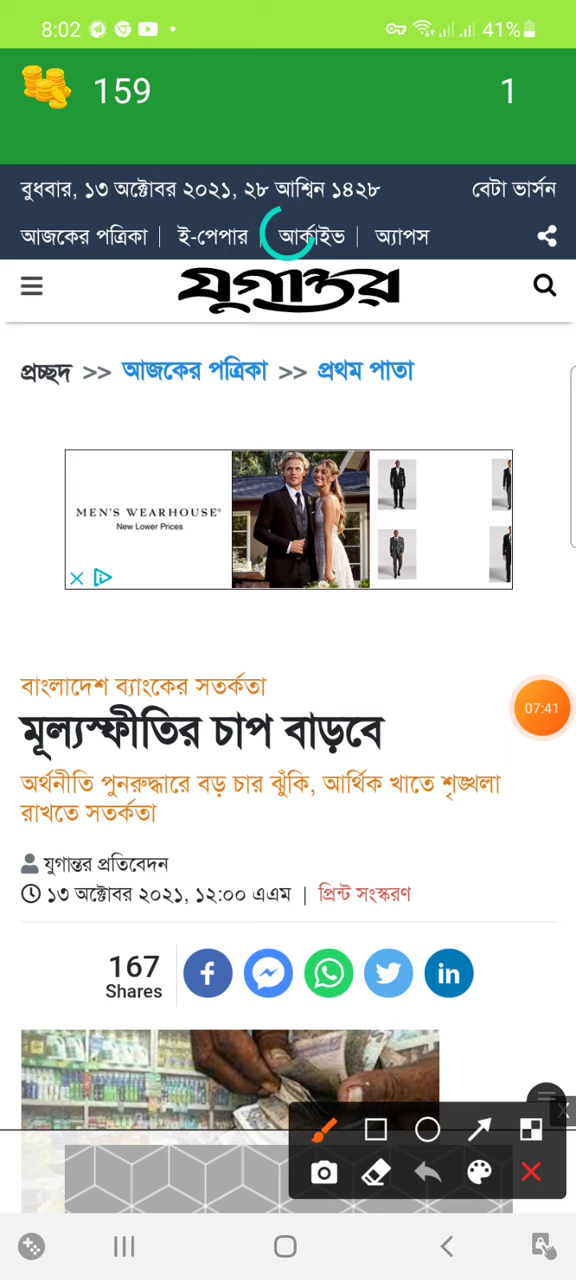 8:02
41%
159
1
বুধবার, ১৩ অক্টোবর ২০২১, ২৮ আশ্বিন ১৪২৮
বেটা ভার্সন
আজকের পত্রিকা | ই-পেপার | আর্কাইভ | অ্যাপস
যুগান্তর
প্রচ্ছদ >> আজকের পত্রিকা >> প্রথম পাতা
MEN'S WEARHOUSE®
New Lower Prices
বাংলাদেশ ব্যাংকের সতর্কতা
মূল্যস্ফীতির চাপ বাড়বে
07:41
অর্থনীতি পুনরুদ্ধারে বড় চার ঝুঁকি, আর্থিক খাতে শৃঙ্খলা
রাখতে সতর্কতা
যুগান্তর প্রতিবেদন
১৩ অক্টোবর ২০২১, ১২:০০ এএম | প্রিন্ট সংস্করণ
167
Shares
X